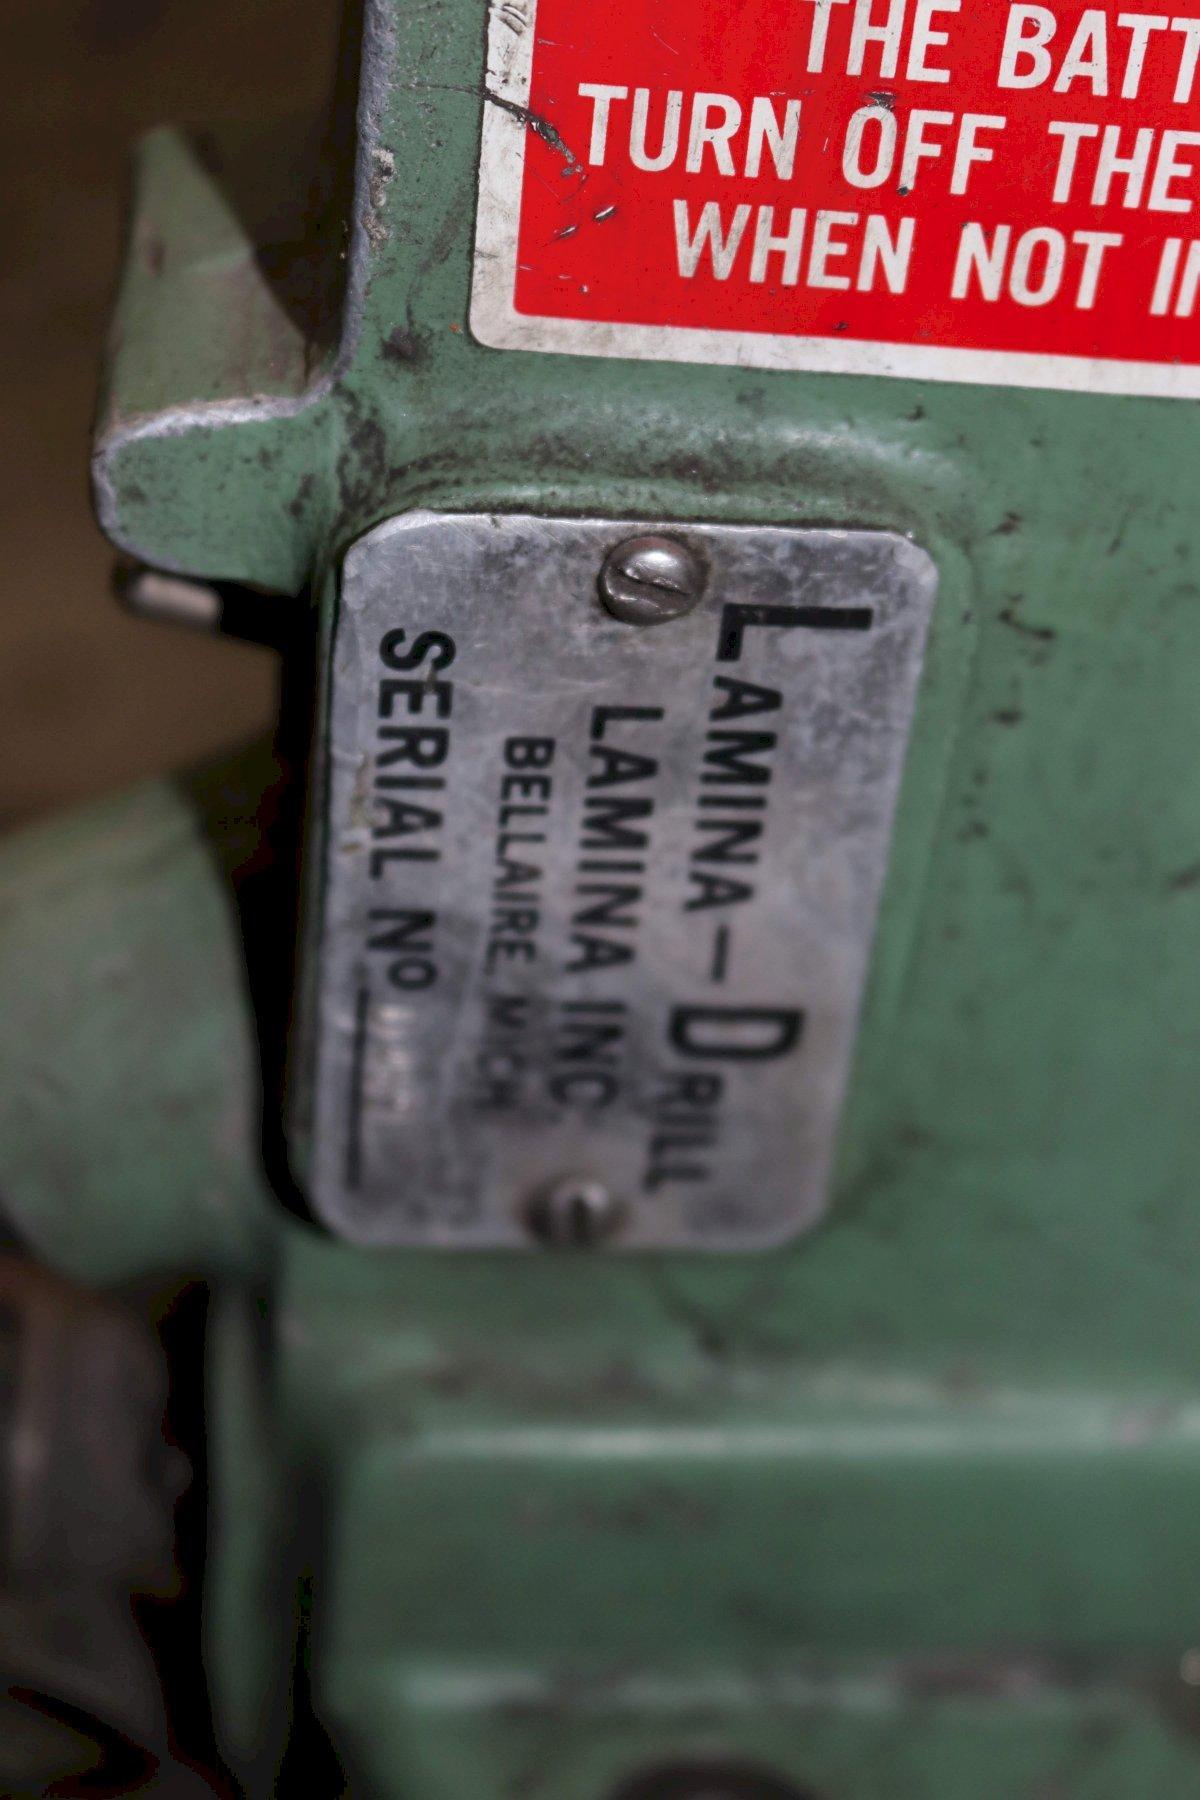 THE BATT
TURN OFF THE
WHEN NOT I
LAMINA-DRILL
LAMINA INC
BELLAIRE, MICH
SERIAL No